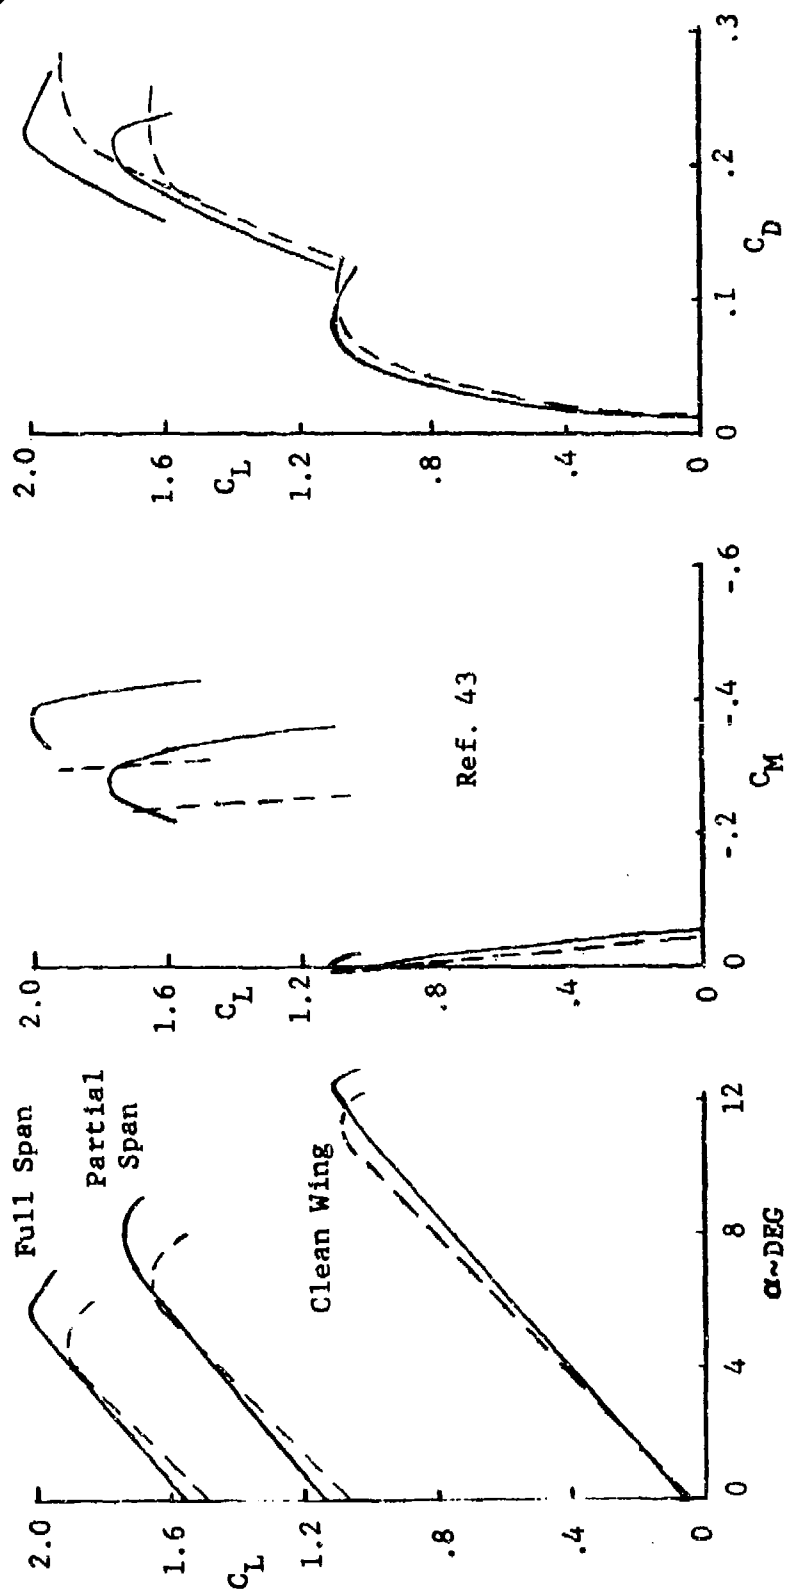 2.0
1.6
C_L
1.2
.8
.4
0
0
.1
.2
.3
C_D
2.0
1.6
C_L
1.2
.8
.4
0
0
-.2
-.4
-.6
C_M
Ref. 43
2.0
1.6
C_L
1.2
.8
.4
0
0
4
8
12
α~DEG
Full Span
Partial
Span
Clean Wing